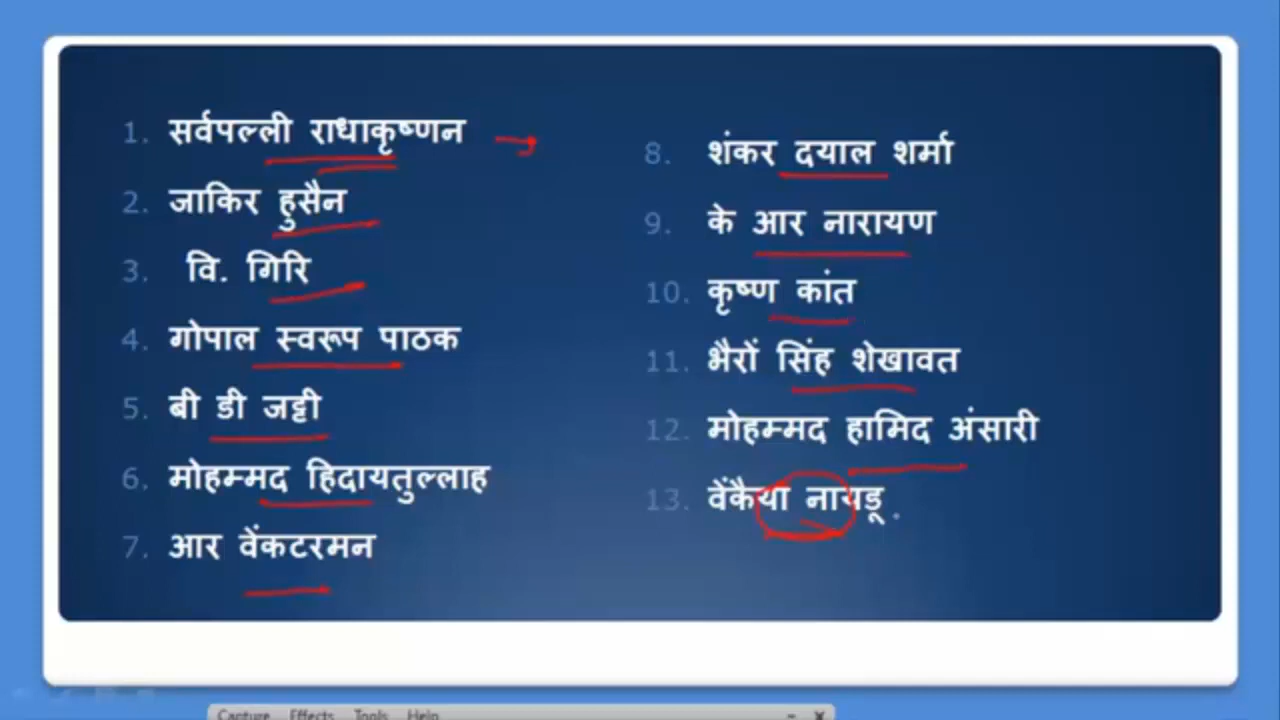 1. सर्वपल्ली राधाकृष्णन
2. जाकिर हुसैन
3. वि. गिरि
4. गोपाल स्वरूप पाठक
5. बी डी जट्टी
6. मोहम्मद हिदायतुल्लाह
7. आर वेंकटरमन
8. शंकर दयाल शर्मा
9. के आर नारायण
10. कृष्ण कांत
11. भैरों सिंह शेखावत
12. मोहम्मद हामिद अंसारी
13. वेंकैया नायडू
Capture Effects Tools Help